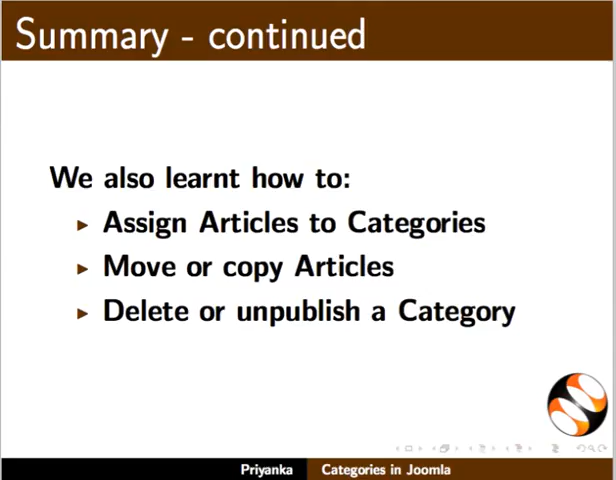 Summary - continued
We also learnt how to:
Assign Articles to Categories
Move or copy Articles
Delete or unpublish a Category
Priyanka Categories in Joomla